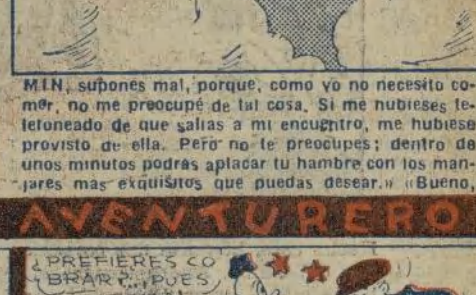 MIN, supones mal, porque, como yo no necesito co-
mer, no me preocupé de tal cosa. Si me hubieses te-
lefoneado de que salías a mi encuentro, me hubiese
provisto de ella. Pero no te preocupes; dentro de
unos minutos podrás aplacar tu hambre con los man-
jares más exquisitos que puedas desear.» «Bueno,
AVENTURERO
¿PREFIERES CO
BRAR?.. ¡PUES